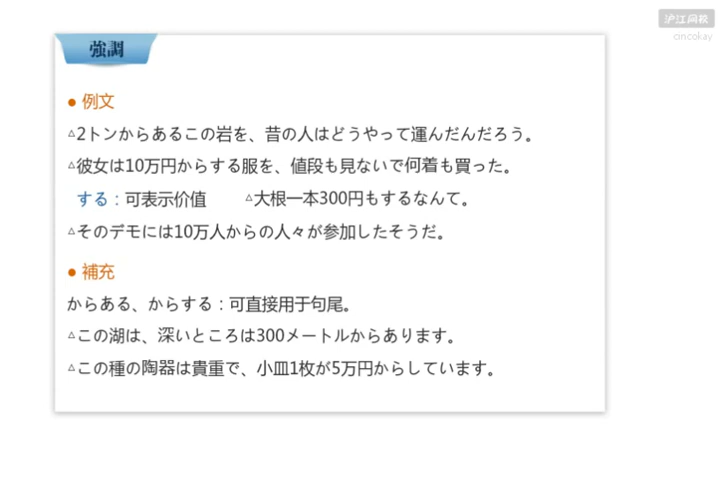 沪江网校
cincokay
強調
● 例文
△2トンからあるこの岩を、昔の人はどうやって運んだんだろう。
△彼女は10万円からする服を、値段も見ないで何着も買った。
する：可表示价值 △大根一本300円もするなんて。
△そのデモには10万人からの人々が参加したそうだ。
● 補充
からある、からする：可直接用于句尾。
△この湖は、深いところは300メートルからあります。
△この種の陶器は貴重で、小皿1枚が5万円からしています。